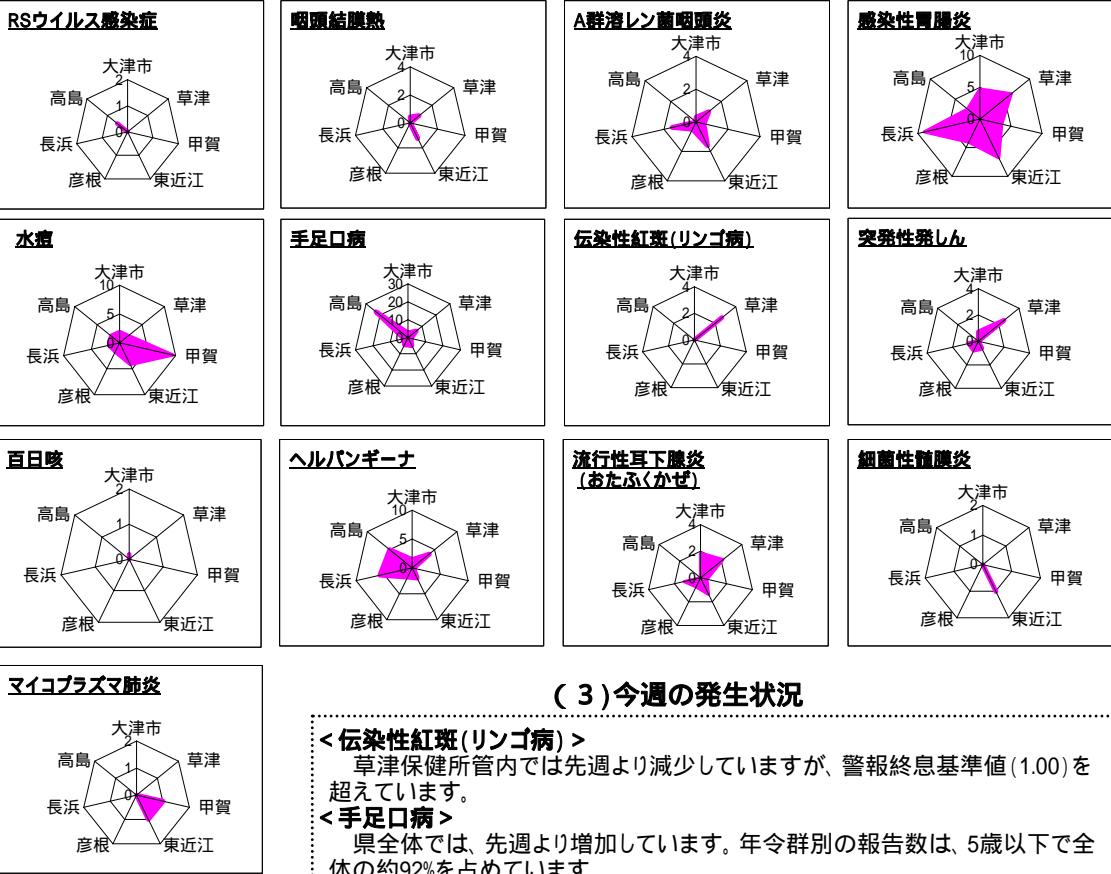 RSウイルス感染症
大津市
2
1
0
高島
草津
長浜
甲賀
彦根
東近江
咽頭結膜熱
大津市
4
2
0
高島
草津
長浜
甲賀
彦根
東近江
A群溶レン菌咽頭炎
大津市
4
2
0
高島
草津
長浜
甲賀
彦根
東近江
感染性胃腸炎
大津市
10
5
0
高島
草津
長浜
甲賀
彦根
東近江
水痘
大津市
10
5
0
高島
草津
長浜
甲賀
彦根
東近江
手足口病
大津市
30
20
10
0
高島
草津
長浜
甲賀
彦根
東近江
伝染性紅斑(リンゴ病)
大津市
4
2
0
高島
草津
長浜
甲賀
彦根
東近江
突発性発しん
大津市
4
2
0
高島
草津
長浜
甲賀
彦根
東近江
百日咳
大津市
2
1
0
高島
草津
長浜
甲賀
彦根
東近江
ヘルパンギーナ
大津市
10
5
0
高島
草津
長浜
甲賀
彦根
東近江
流行性耳下腺炎
(おたふくかぜ)
大津市
4
2
0
高島
草津
長浜
甲賀
彦根
東近江
細菌性髄膜炎
大津市
2
1
0
高島
草津
長浜
甲賀
彦根
東近江
マイコプラズマ肺炎
大津市
2
1
0
高島
草津
長浜
甲賀
彦根
東近江
(3)今週の発生状況
<伝染性紅斑(リンゴ病)>
草津保健所管内では先週より減少していますが、警報終息基準値(1.00)を
超えています。
<手足口病>
県全体では、先週より増加しています。年令群別の報告数は、5歳以下で全
体の約92%を占めています